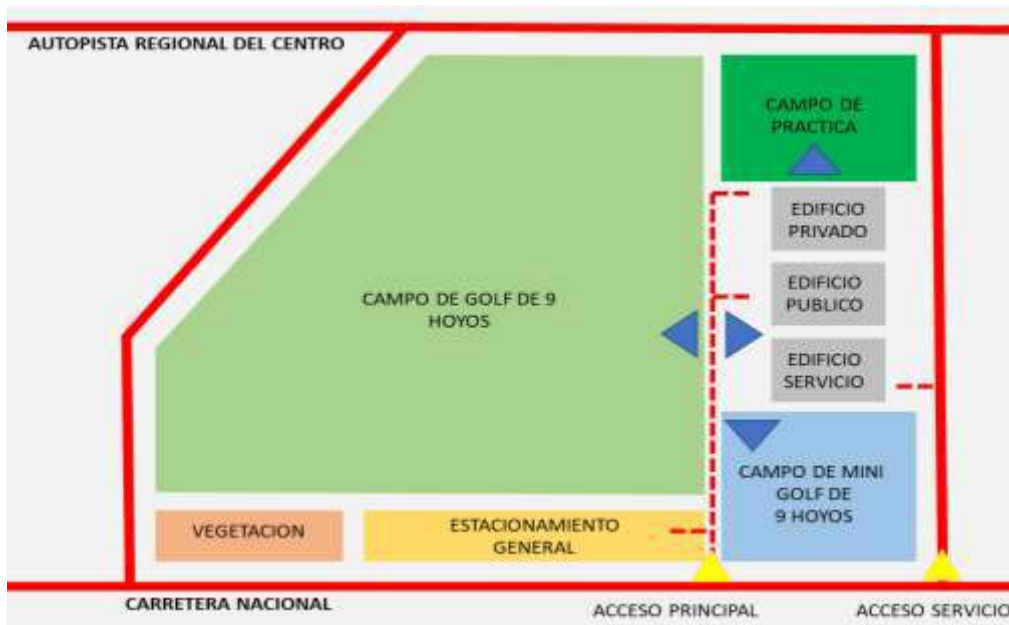 AUTOPISTA REGIONAL DEL CENTRO
CAMPO DE
PRACTICA
EDIFICIO
PRIVADO
CAMPO DE GOLF DE 9
HOYOS
EDIFICIO
PUBLICO
EDIFICIO
SERVICIO
CAMPO DE MINI
GOLF DE
9 HOYOS
VEGETACION
ESTACIONAMIENTO
GENERAL
CARRETERA NACIONAL
ACCESO PRINCIPAL
ACCESO SERVICIO